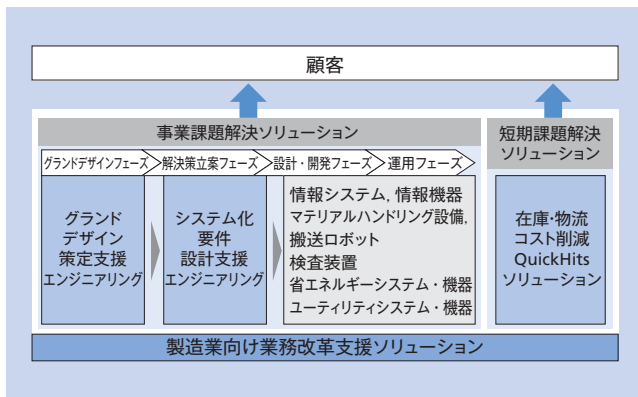 顧客
事業課題解決ソリューション
短期課題解決
ソリューション
グランドデザインフェーズ
解決策立案フェーズ
設計・開発フェーズ
運用フェーズ
グランド
デザイン
策定支援
エンジニアリング
システム化
要件
設計支援
エンジニアリング
情報システム, 情報機器
マテリアルハンドリング設備,
搬送ロボット
検査装置
省エネルギーシステム・機器
ユーティリティシステム・機器
在庫・物流
コスト削減
QuickHits
ソリューション
製造業向け業務改革支援ソリューション